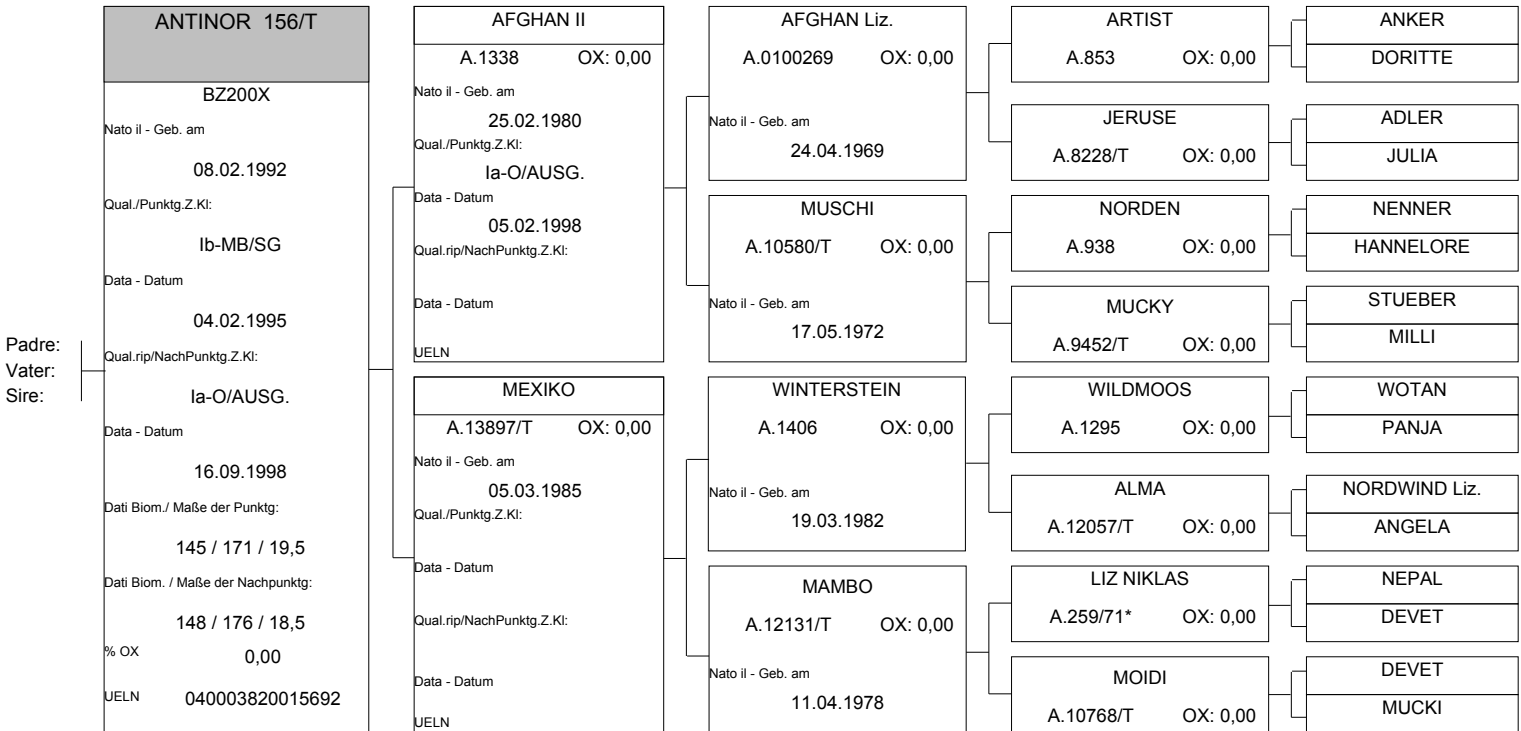 Padre:
Vater:
Sire:
ANTINOR 156/T
BZ200X
Nato il - Geb. am
08.02.1992
Qual./Punktg.Z.Kl:
Ib-MB/SG
Data - Datum
04.02.1995
Qual.rip/NachPunktg.Z.Kl:
Ia-O/AUSG.
Data - Datum
16.09.1998
Dati Biom./ Maße der Punktg:
145 / 171 / 19,5
Dati Biom. / Maße der Nachpunktg:
148 / 176 / 18,5
% OX 0,00
UELN 040003820015692
AFGHAN II
A.1338 OX: 0,00
Nato il - Geb. am
25.02.1980
Qual./Punktg.Z.Kl:
Ia-O/AUSG.
Data - Datum
05.02.1998
Qual.rip/NachPunktg.Z.Kl:
Data - Datum
UELN
MEXIKO
A.13897/T OX: 0,00
Nato il - Geb. am
05.03.1985
Qual./Punktg.Z.Kl:
Data - Datum
Qual.rip/NachPunktg.Z.Kl:
Data - Datum
UELN
AFGHAN Liz.
A.0100269 OX: 0,00
Nato il - Geb. am
24.04.1969
MUSCHI
A.10580/T OX: 0,00
Nato il - Geb. am
17.05.1972
WINTERSTEIN
A.1406 OX: 0,00
Nato il - Geb. am
19.03.1982
MAMBO
A.12131/T OX: 0,00
Nato il - Geb. am
11.04.1978
ARTIST
A.853 OX: 0,00
JERUSE
A.8228/T OX: 0,00
NORDEN
A.938 OX: 0,00
MUCKY
A.9452/T OX: 0,00
WILDMOOS
A.1295 OX: 0,00
ALMA
A.12057/T OX: 0,00
LIZ NIKLAS
A.259/71* OX: 0,00
MOIDI
A.10768/T OX: 0,00
ANKER
DORITTE
ADLER
JULIA
NENNER
HANNELORE
STUEBER
MILLI
WOTAN
PANJA
NORDWIND Liz.
ANGELA
NEPAL
DEVET
DEVET
MUCKI